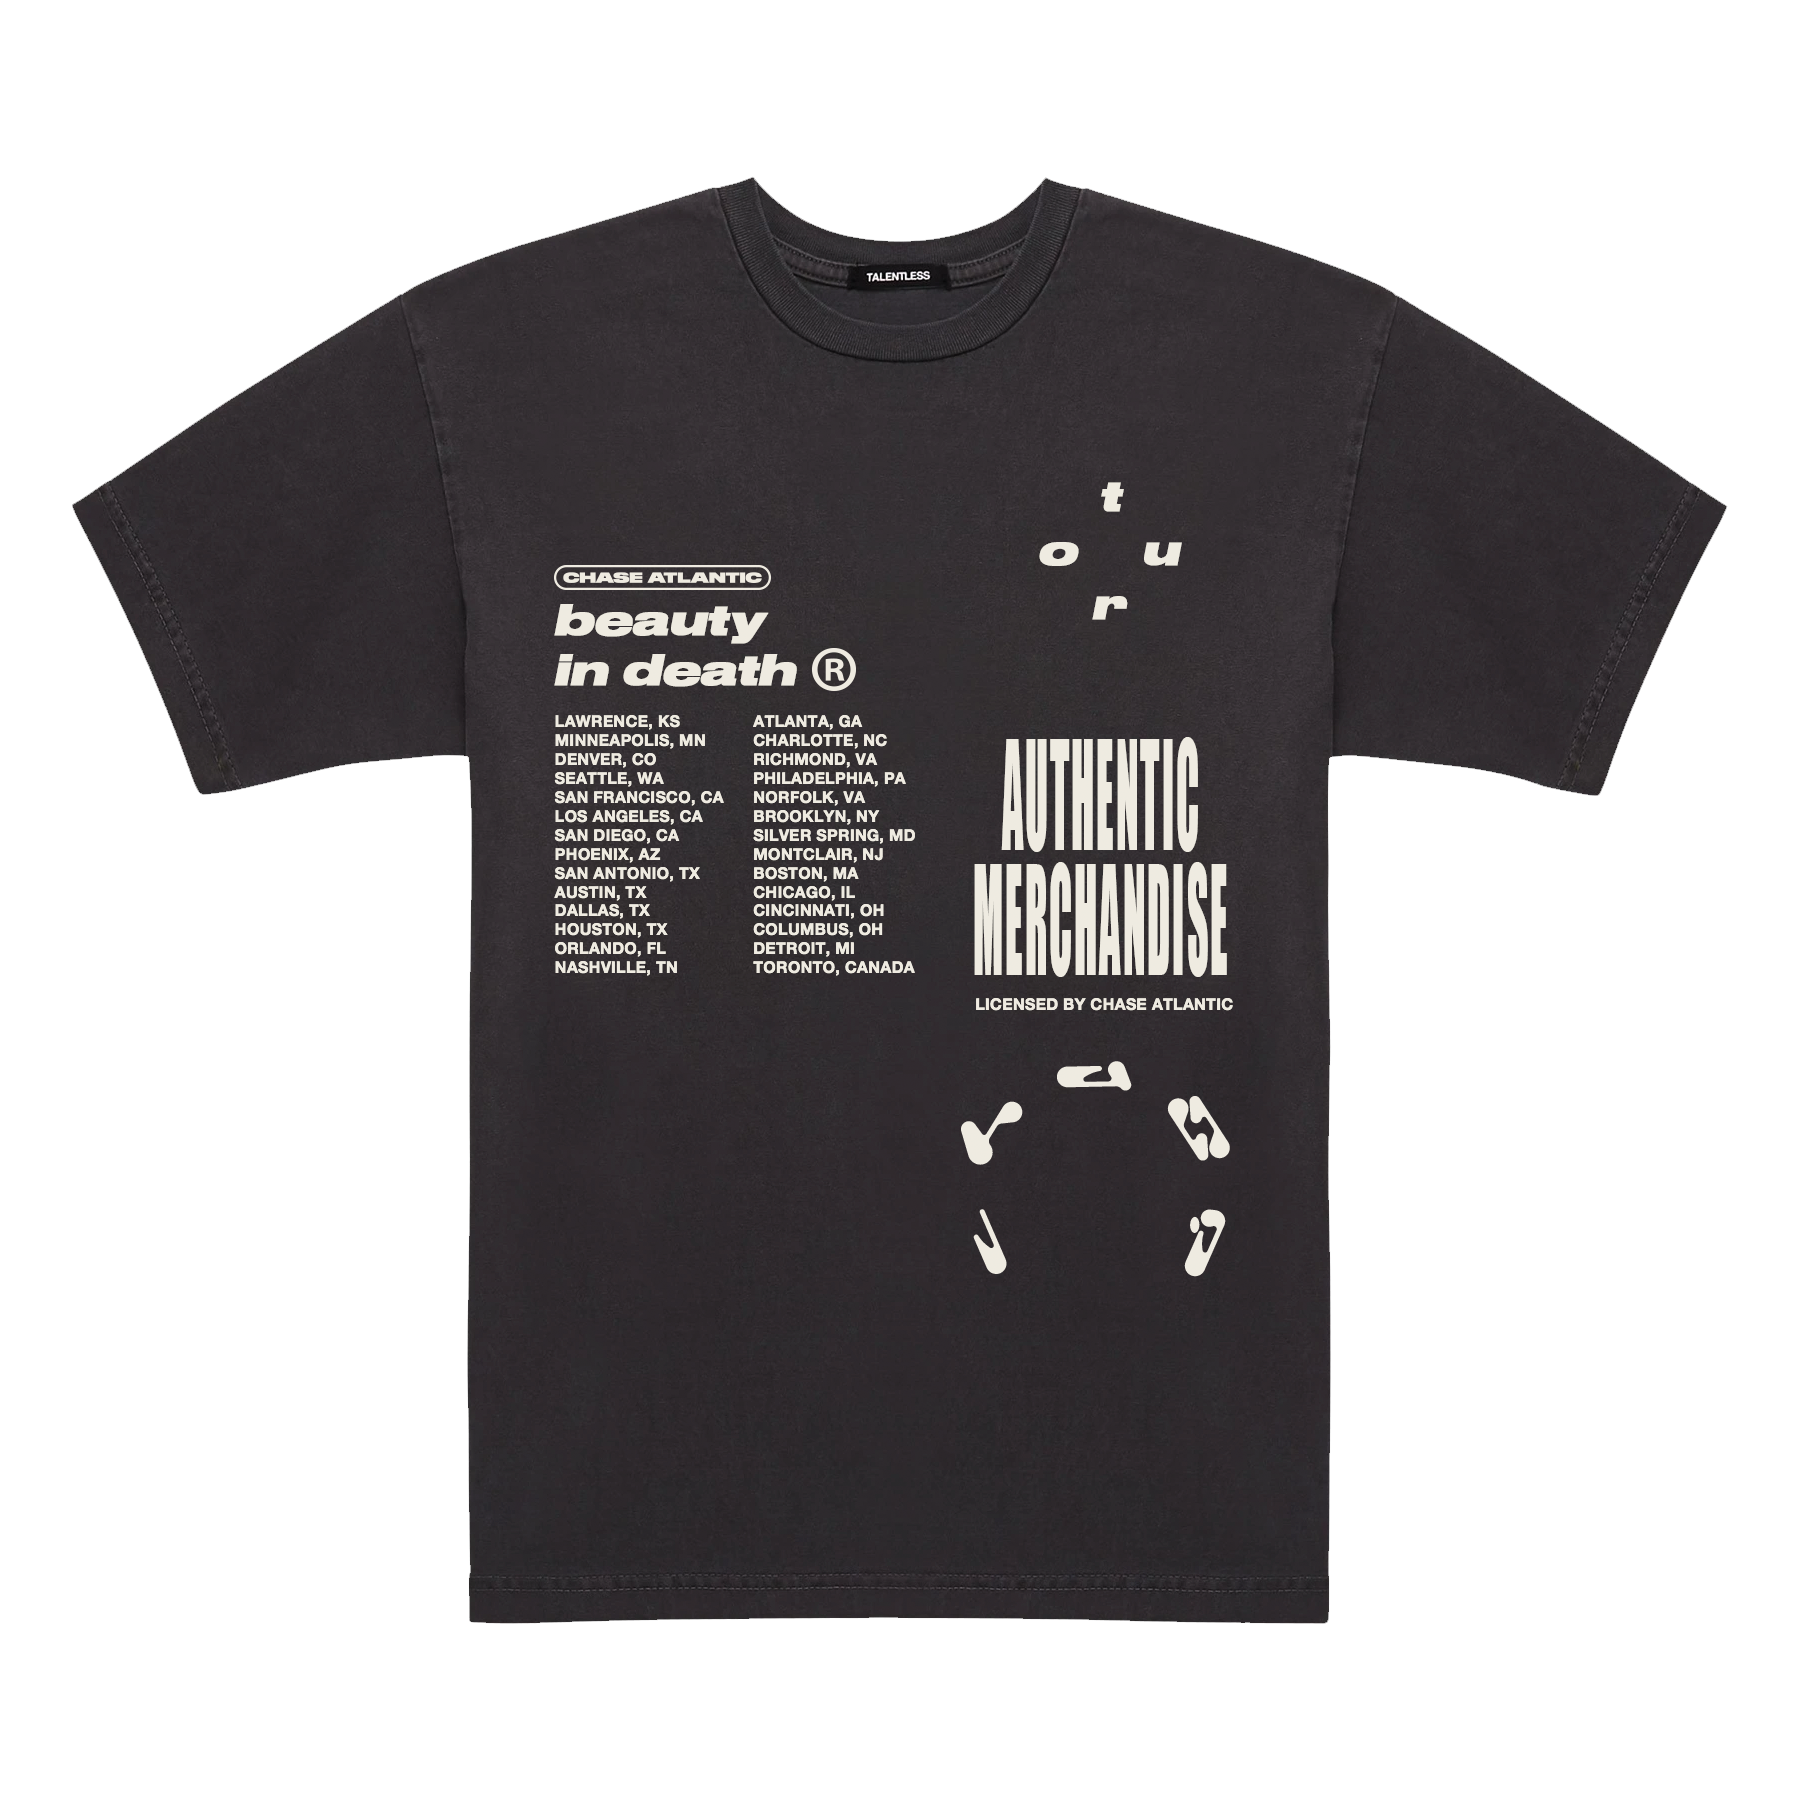 TALENTLESS
CHASE ATLANTIC
beauty
in death ®
LAWRENCE, KS
MINNEAPOLIS, MN
DENVER, CO
SEATTLE, WA
SAN FRANCISCO, CA
LOS ANGELES, CA
SAN DIEGO, CA
PHOENIX, AZ
SAN ANTONIO, TX
AUSTIN, TX
DALLAS, TX
HOUSTON, TX
ORLANDO, FL
NASHVILLE, TN
ATLANTA, GA
CHARLOTTE, NC
RICHMOND, VA
PHILADELPHIA, PA
NORFOLK, VA
BROOKLYN, NY
SILVER SPRING, MD
MONTCLAIR, NJ
BOSTON, MA
CHICAGO, IL
CINCINNATI, OH
COLUMBUS, OH
DETROIT, MI
TORONTO, CANADA
t
o u
r
AUTHENTIC
MERCHANDISE
LICENSED BY CHASE ATLANTIC